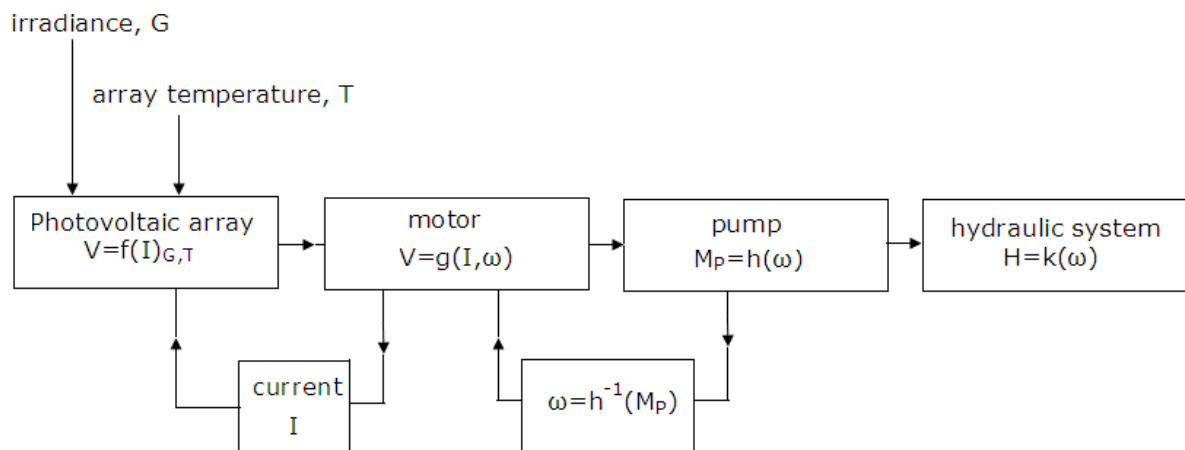 irradiance, G
array temperature, T
Photovoltaic array
V=f(I)G,T
motor
V=g(I,ω)
pump
MP=h(ω)
hydraulic system
H=k(ω)
current
I
ω=h⁻¹(MP)